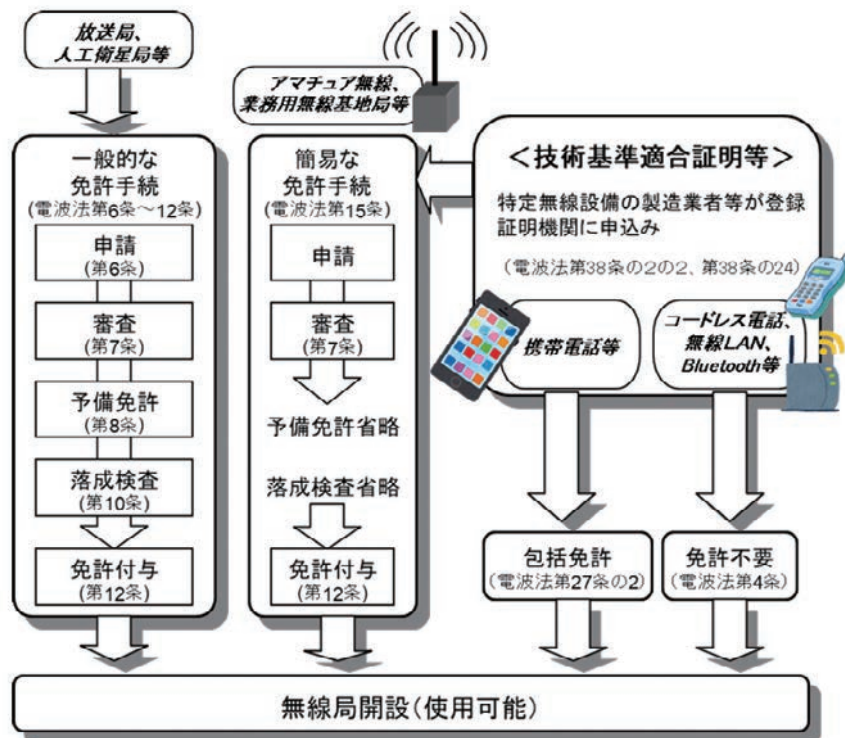 放送局、
人工衛星局等
一般的な
免許手続
(電波法第6条～12条)
申請
(第6条)
審査
(第7条)
予備免許
(第8条)
落成検査
(第10条)
免許付与
(第12条)
アマチュア無線、
業務用無線基地局等
簡易な
免許手続
(電波法第15条)
申請
審査
(第7条)
予備免許省略
落成検査省略
免許付与
(第12条)
＜技術基準適合証明等＞
特定無線設備の製造業者等が登録
証明機関に申込み
（電波法第38条の2の2、第38条の24）
携帯電話等
コードレス電話、
無線LAN、
Bluetooth等
包括免許
(電波法第27条の2)
免許不要
(電波法第4条)
無線局開設(使用可能)